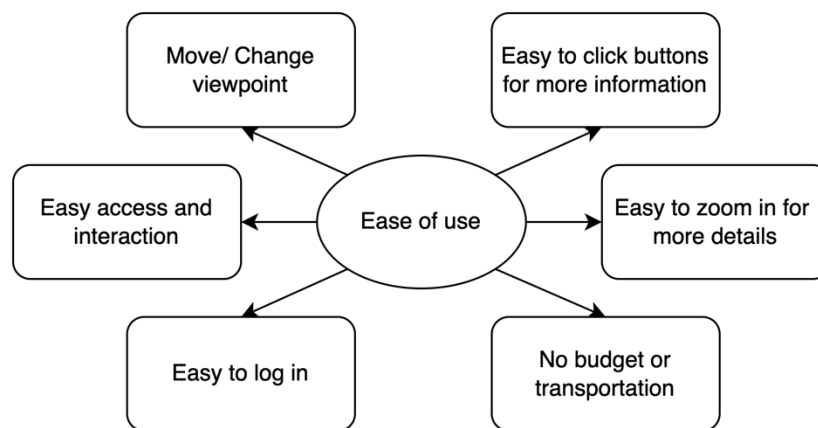 Move/ Change
viewpoint
Easy to click buttons
for more information
Easy access and
interaction
Ease of use
Easy to zoom in for
more details
Easy to log in
No budget or
transportation